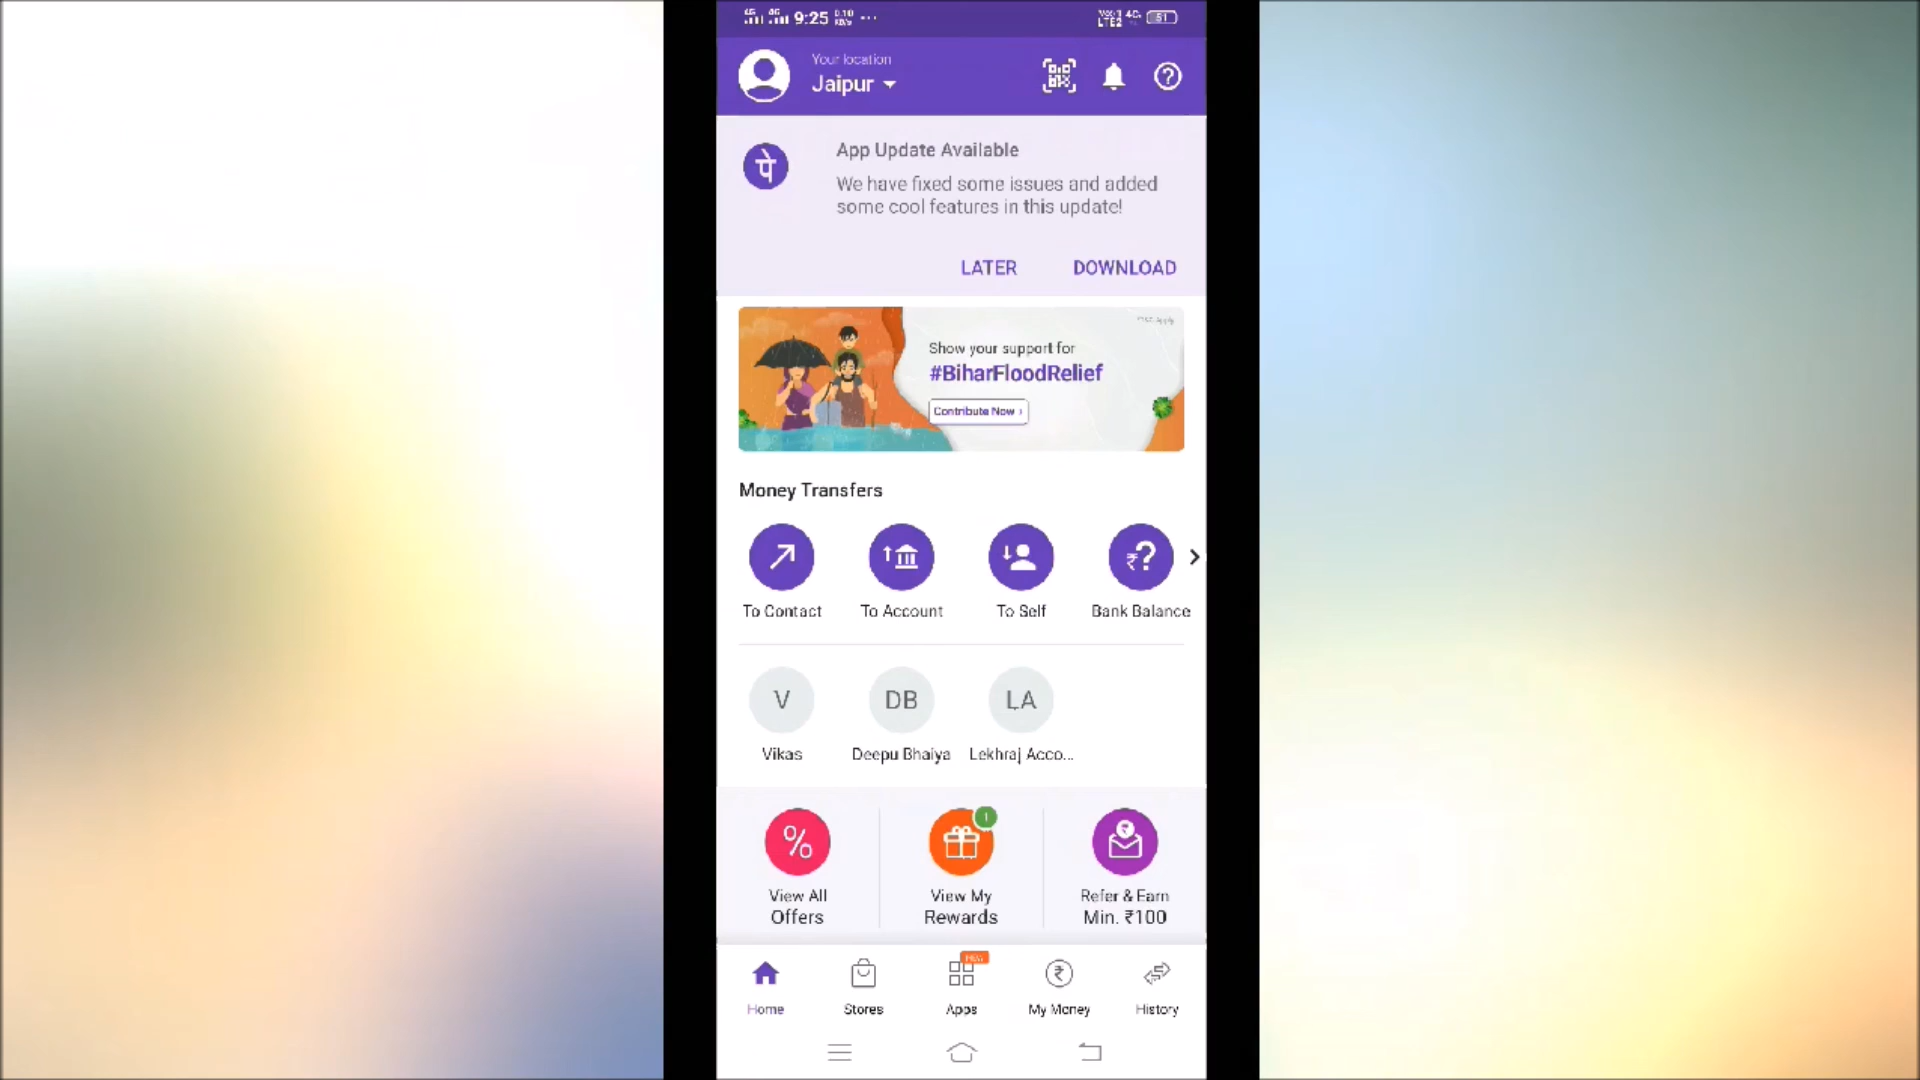 9:25
51
Your location
Jaipur
पे
App Update Available
We have fixed some issues and added
some cool features in this update!
LATER DOWNLOAD
Show your support for
#BiharFloodRelief
Contribute Now ›
Money Transfers
To Contact To Account To Self Bank Balance
V DB LA
Vikas Deepu Bhaiya Lekhraj Acco...
1
View All
Offers
View My
Rewards
Refer & Earn
Min. ₹100
Home Stores Apps My Money History